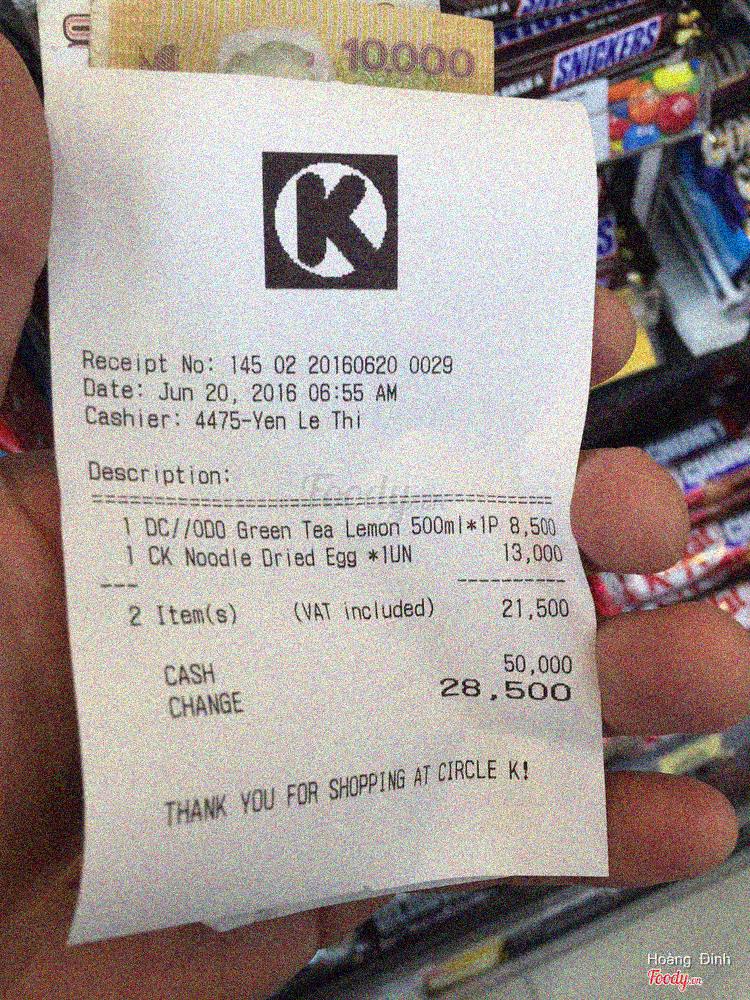 10.000
SNICKERS
K
Receipt No: 145 02 20160620 0029
Date: Jun 20, 2016 06:55 AM
Cashier: 4475-Yen Le Thi
Description:
Foody
1 DC//ODO Green Tea Lemon 500ml*1P 8,500
1 CK Noodle Dried Egg *1UN 13,000
2 Item(s) (VAT included) 21,500
CASH 50,000
CHANGE 28,500
THANK YOU FOR SHOPPING AT CIRCLE K!
Hoàng Đinh
Foody.vn